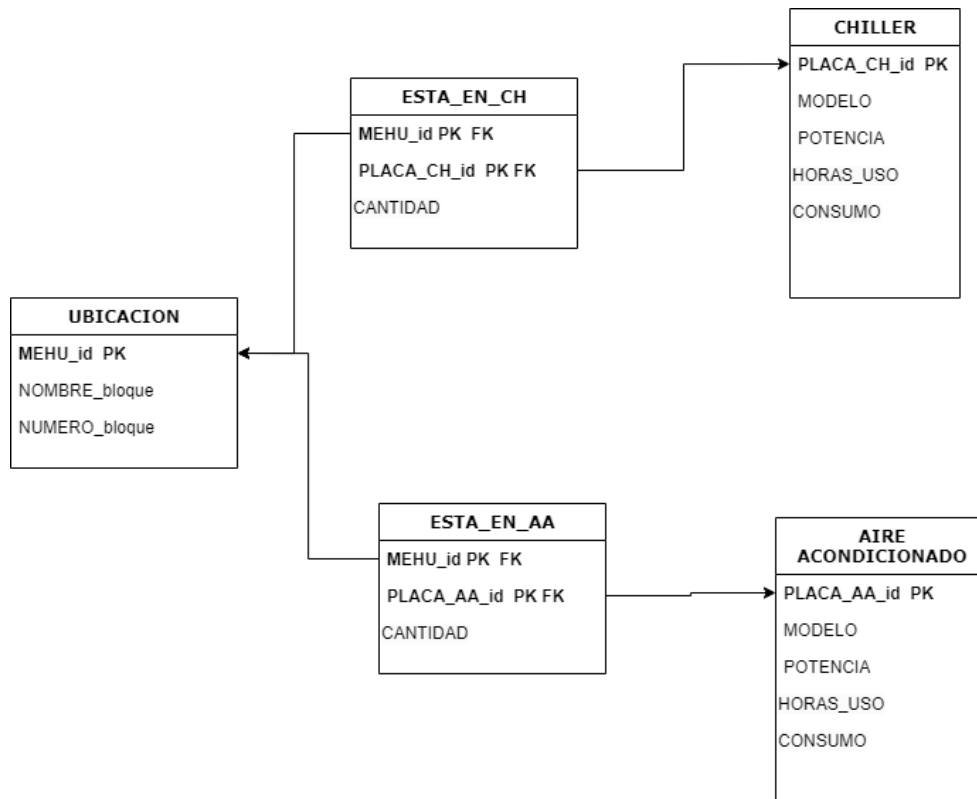 CHILLER
PLACA_CH_id PK
MODELO
POTENCIA
HORAS_USO
CONSUMO
ESTA_EN_CH
MEHU_id PK FK
PLACA_CH_id PK FK
CANTIDAD
UBICACION
MEHU_id PK
NOMBRE_bloque
NUMERO_bloque
ESTA_EN_AA
MEHU_id PK FK
PLACA_AA_id PK FK
CANTIDAD
AIRE
ACONDICIONADO
PLACA_AA_id PK
MODELO
POTENCIA
HORAS_USO
CONSUMO